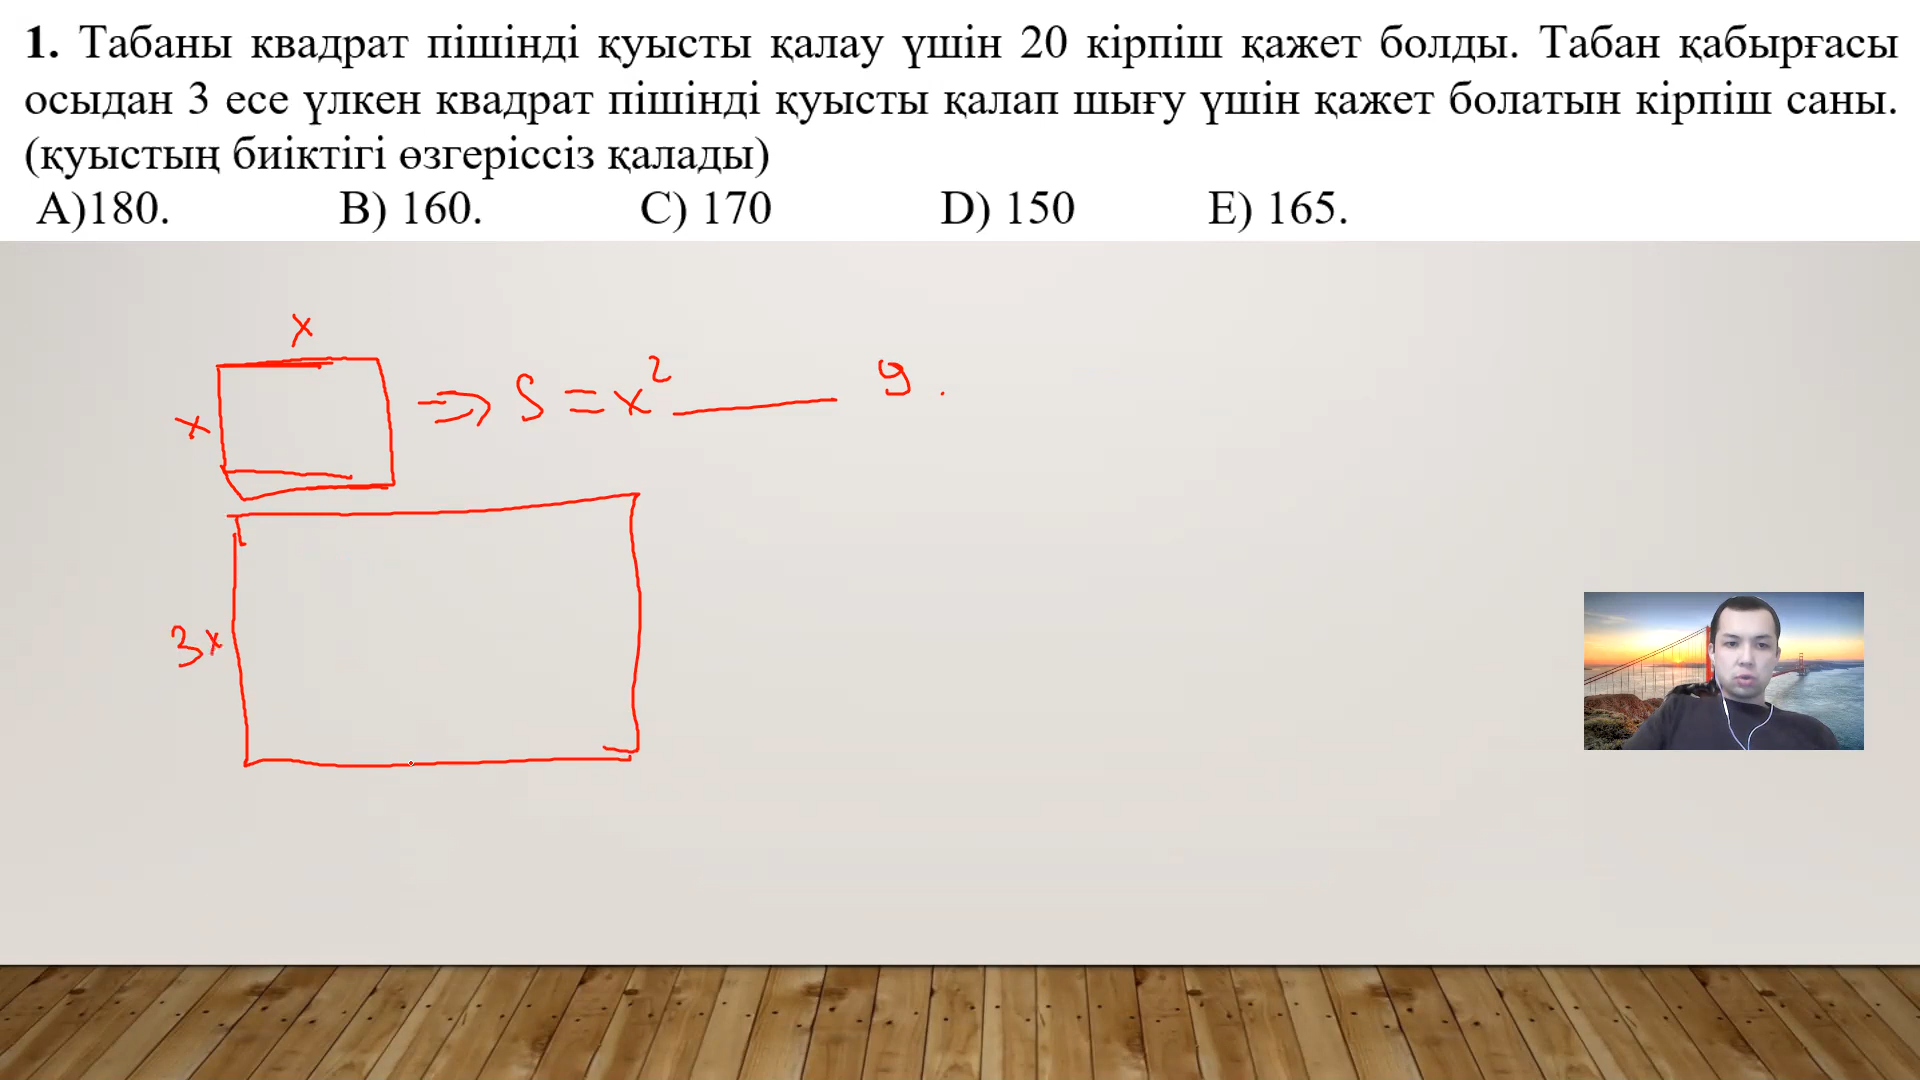 1. Табаны квадрат пішінді қуысты қалау үшін 20 кірпіш қажет болды. Табан қабырғасы
осыдан 3 есе үлкен квадрат пішінді қуысты қалап шығу үшін қажет болатын кірпіш саны.
(қуыстың биіктігі өзгеріссіз қалады)
A)180. B) 160. C) 170 D) 150 E) 165.
x
x ⇒ S = x² 9.
3x